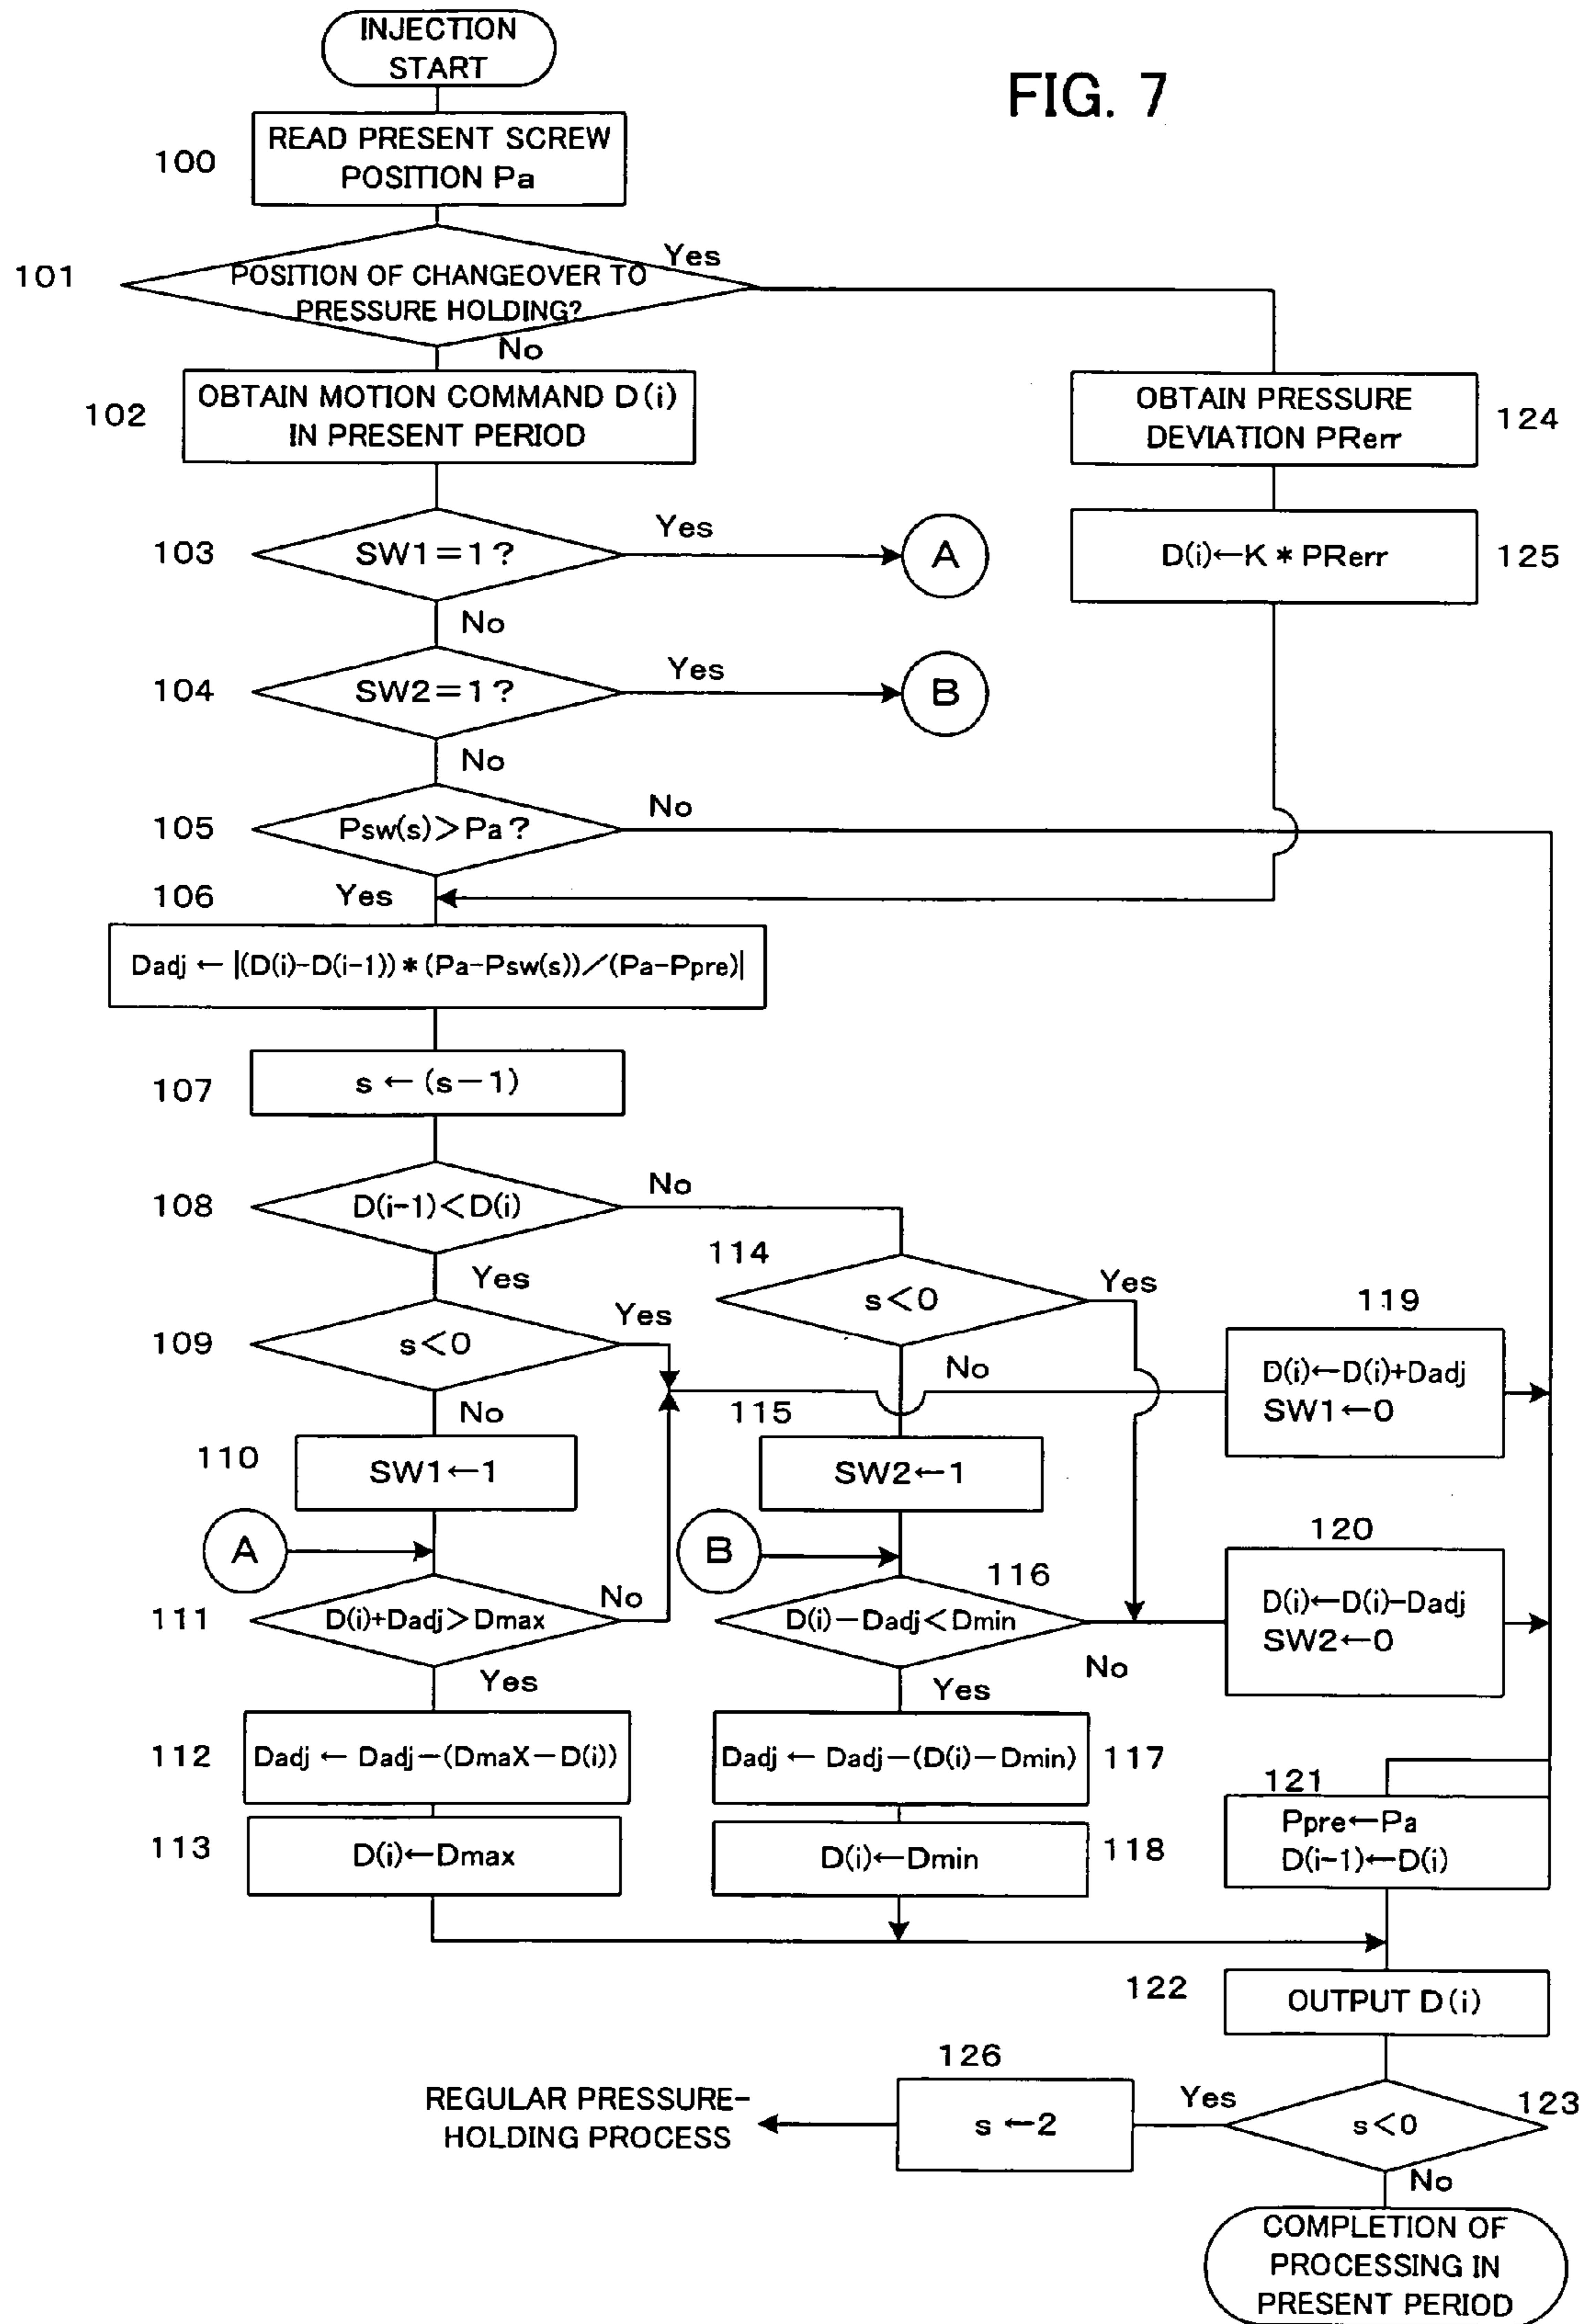 INJECTION
START
FIG. 7
100
READ PRESENT SCREW
POSITION Pa
101
POSITION OF CHANGEOVER TO
PRESSURE HOLDING?
Yes
No
102
OBTAIN MOTION COMMAND D(i)
IN PRESENT PERIOD
OBTAIN PRESSURE
DEVIATION PRerr
124
103
SW1=1?
Yes
A
No
D(i)←K * PRerr
125
104
SW2=1?
Yes
B
No
105
Psw(s)>Pa?
No
106
Yes
Dadj ← |(D(i)-D(i-1)) * (Pa-Psw(s))/(Pa-Ppre)|
107
s ← (s-1)
108
D(i-1)<D(i)
No
Yes
114
s<0
Yes
No
109
s<0
Yes
No
119
D(i)←D(i)+Dadj
SW1←0
110
SW1←1
115
SW2←1
A
B
111
D(i)+Dadj>Dmax
No
Yes
116
D(i)-Dadj<Dmin
No
Yes
120
D(i)←D(i)-Dadj
SW2←0
112
Dadj ← Dadj-(DmaX-D(i))
Dadj ← Dadj-(D(i)-Dmin)
117
113
D(i)←Dmax
D(i)←Dmin
118
121
Ppre←Pa
D(i-1)←D(i)
122
OUTPUT D(i)
126
REGULAR PRESSURE-
HOLDING PROCESS
s ←2
Yes
s<0
123
No
COMPLETION OF
PROCESSING IN
PRESENT PERIOD